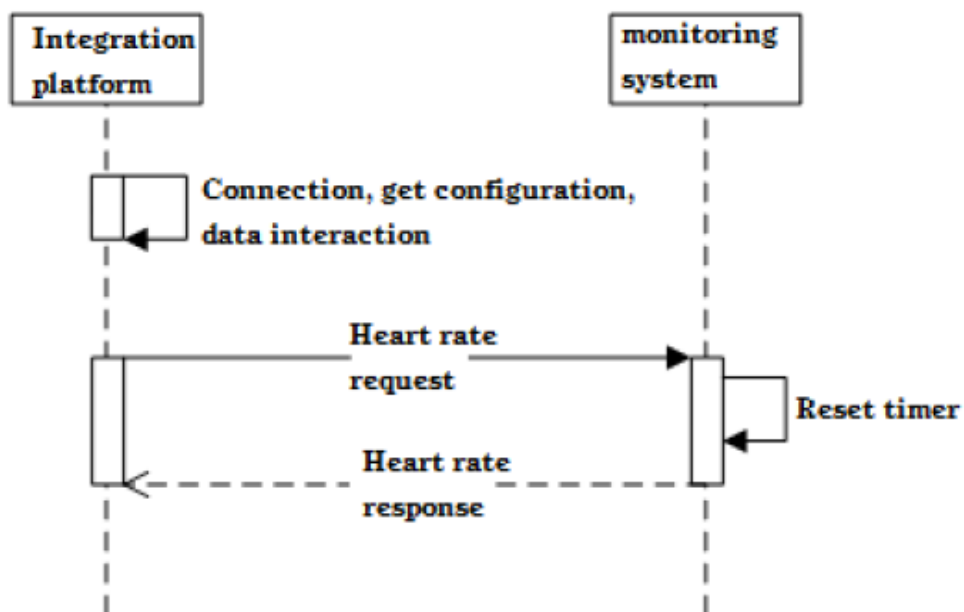 Integration
platform
monitoring
system
Connection, get configuration,
data interaction
Heart rate
request
Reset timer
Heart rate
response